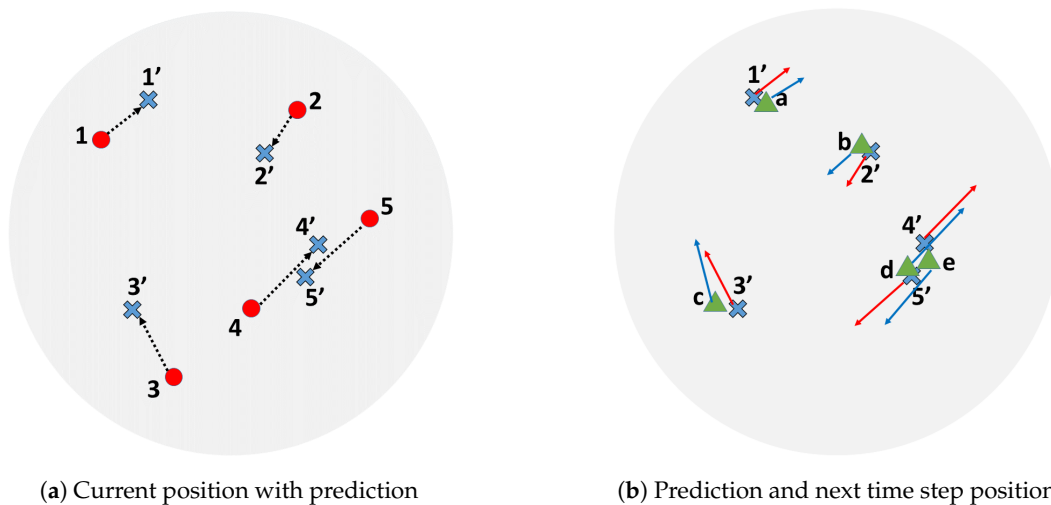 1’
2
1
2’
5
4’
5’
3’
4
3
1’
a
b
2’
4’
d
e
3’
c
5’
(a) Current position with prediction
(b) Prediction and next time step position